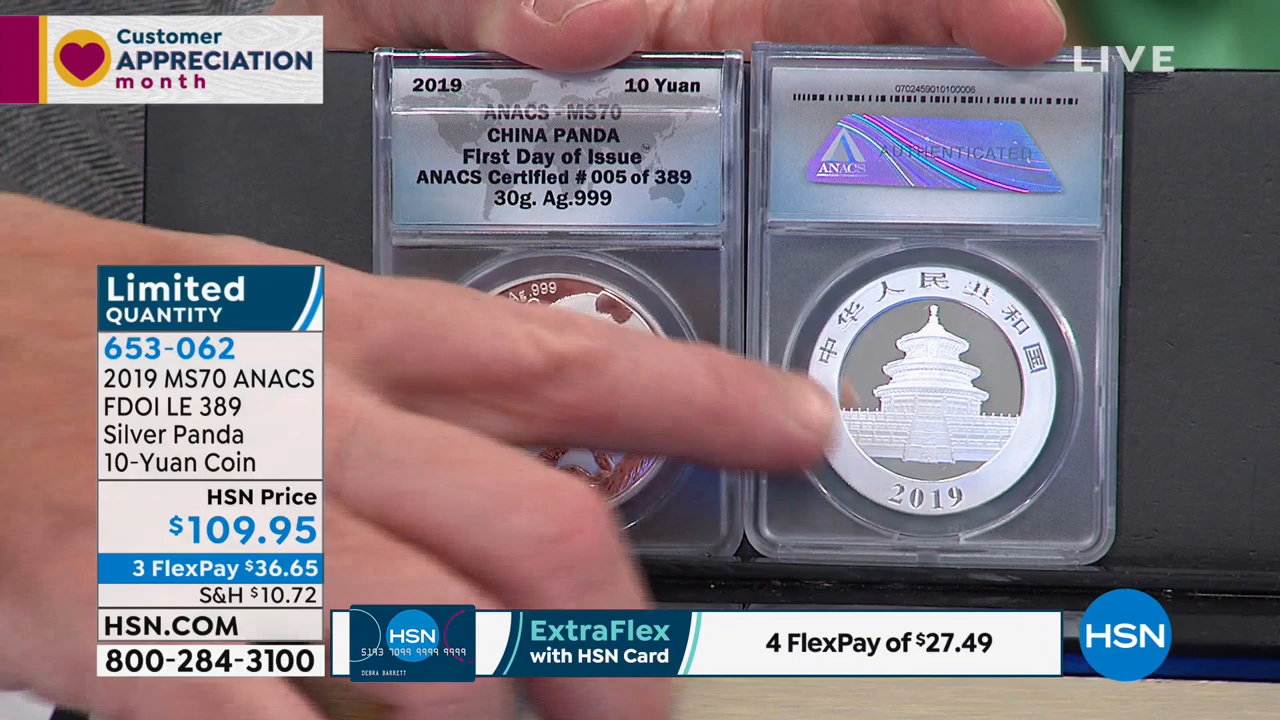 Customer
APPRECIATION
month
LIVE
2019 10 Yuan
ANACS - MS70
CHINA PANDA
First Day of Issue™
ANACS Certified # 005 of 389
30g. Ag.999
0702459010100006
ANACS
AUTHENTICATED
Ag.999
中华人民共和国
2019
Limited
QUANTITY
653-062
2019 MS70 ANACS
FDOI LE 389
Silver Panda
10-Yuan Coin
HSN Price
$109.95
3 FlexPay $36.65
S&H $10.72
HSN.COM
800-284-3100
HSN
5193 7099 9999 9999
DEBRA BARRETT
ExtraFlex
with HSN Card
4 FlexPay of $27.49
HSN